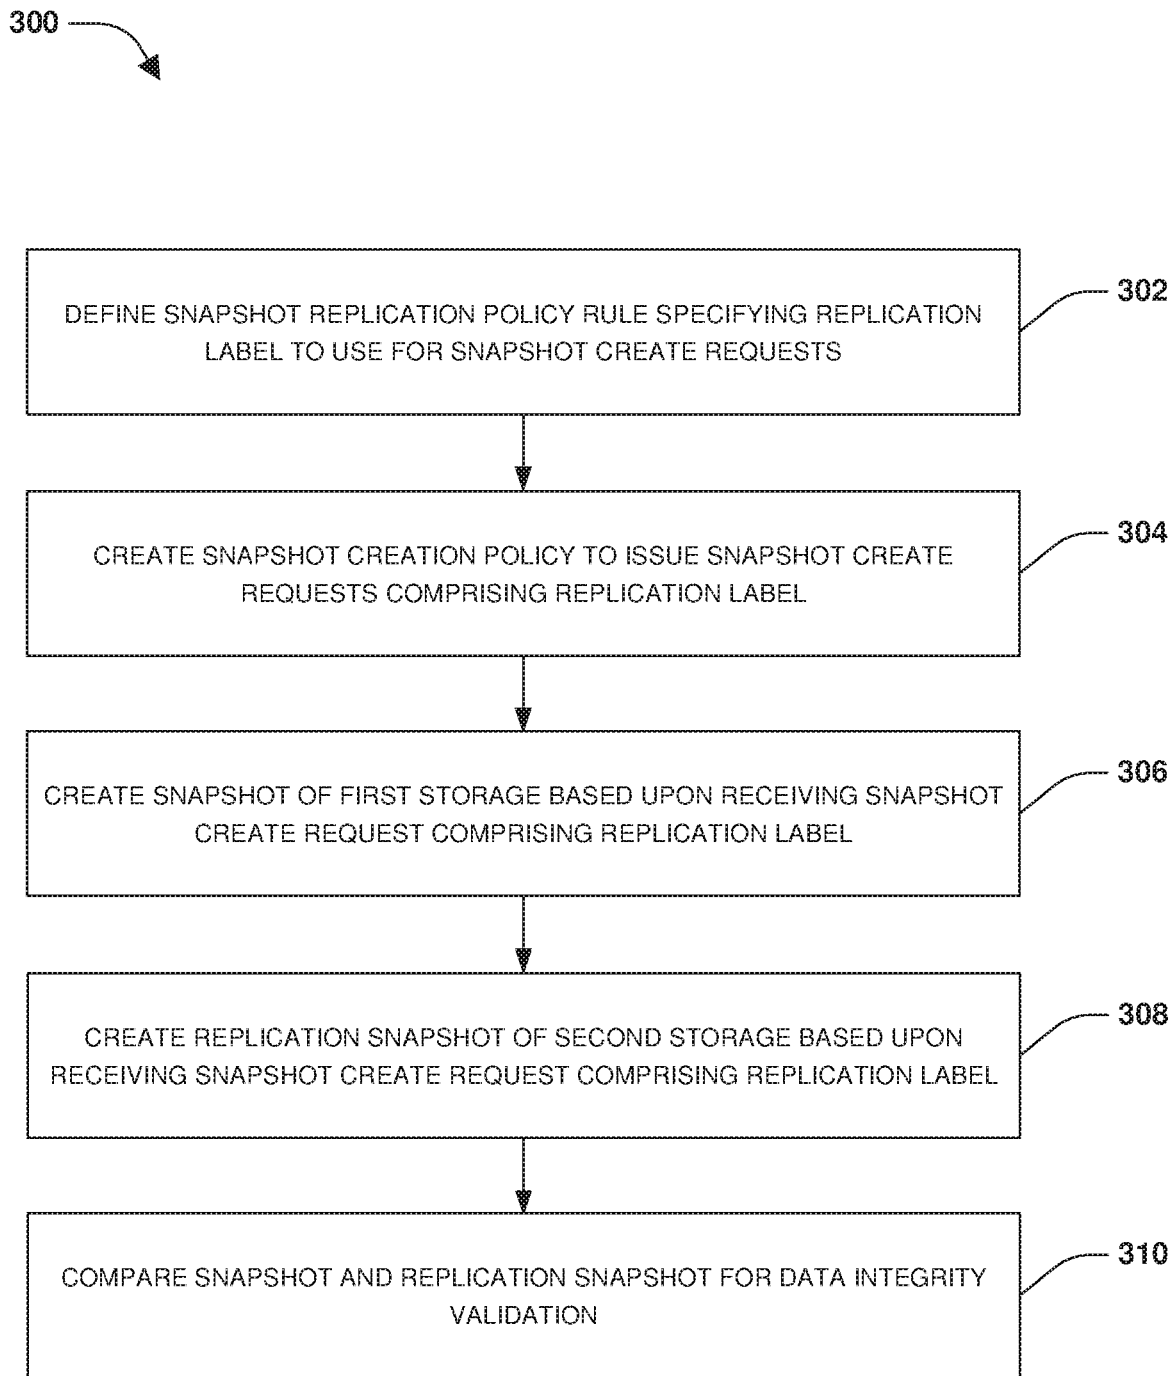 300
DEFINE SNAPSHOT REPLICATION POLICY RULE SPECIFYING REPLICATION
LABEL TO USE FOR SNAPSHOT CREATE REQUESTS
302
CREATE SNAPSHOT CREATION POLICY TO ISSUE SNAPSHOT CREATE
REQUESTS COMPRISING REPLICATION LABEL
304
CREATE SNAPSHOT OF FIRST STORAGE BASED UPON RECEIVING SNAPSHOT
CREATE REQUEST COMPRISING REPLICATION LABEL
306
CREATE REPLICATION SNAPSHOT OF SECOND STORAGE BASED UPON
RECEIVING SNAPSHOT CREATE REQUEST COMPRISING REPLICATION LABEL
308
COMPARE SNAPSHOT AND REPLICATION SNAPSHOT FOR DATA INTEGRITY
VALIDATION
310